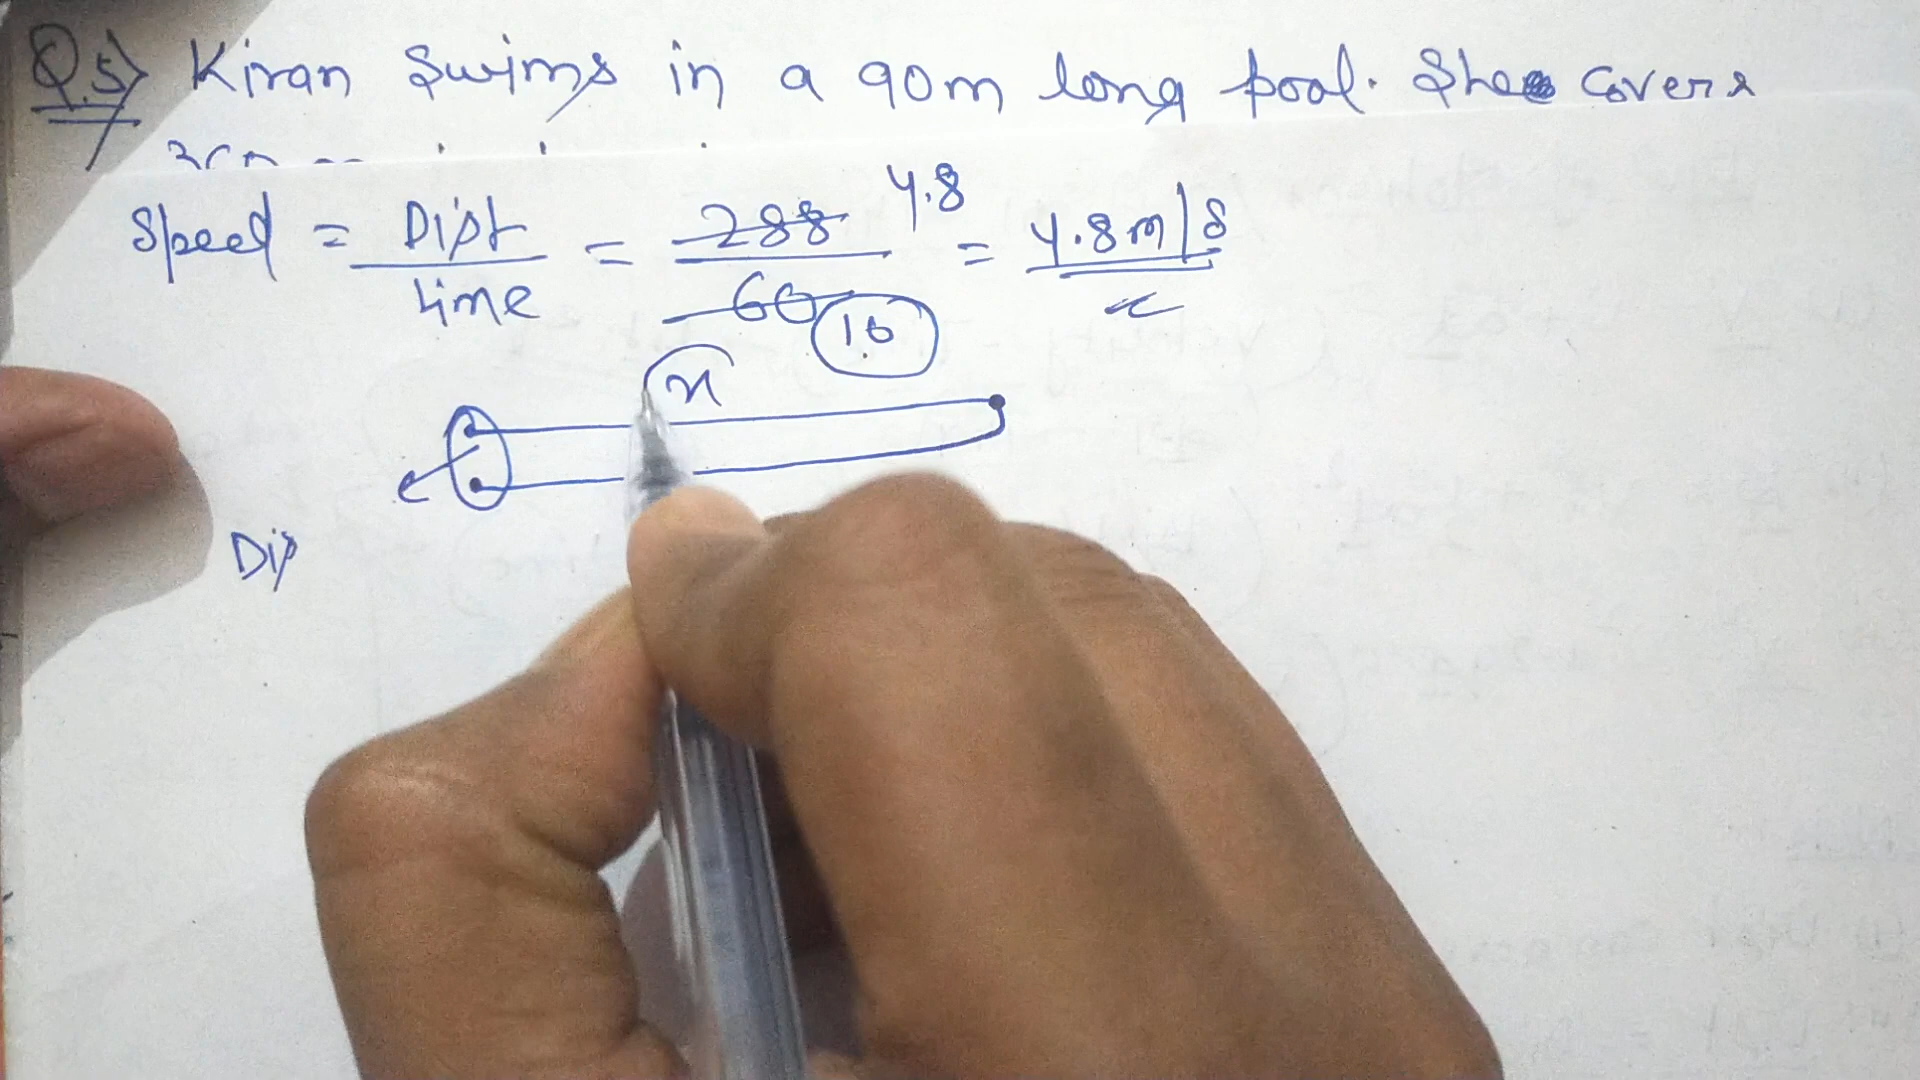 Q.5) Kiran Swims in a 90m long pool. She covers
Speed = Dist / time = 288 / 60 4.8 = 4.8 m/s
10
x
Dis